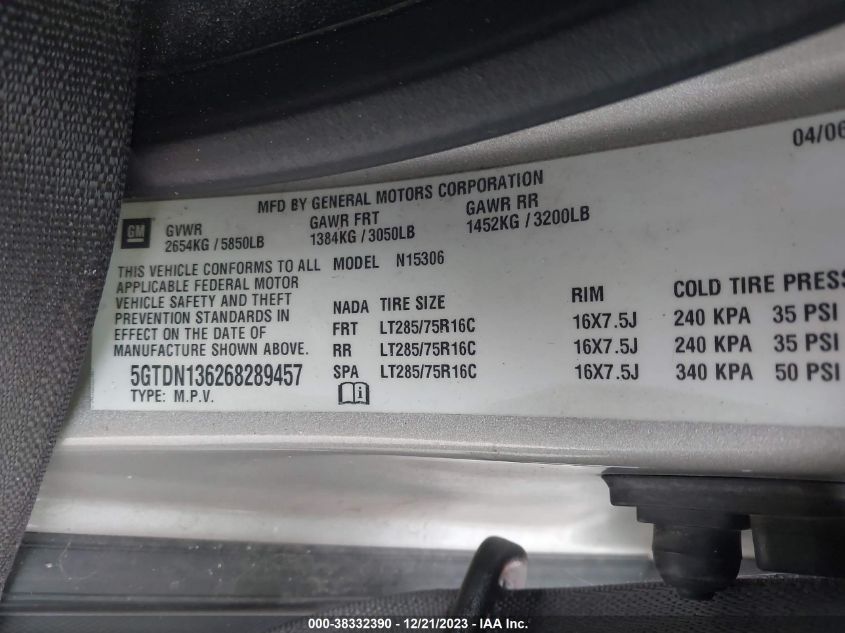 04/06
MFD BY GENERAL MOTORS CORPORATION
GM GVWR GAWR FRT GAWR RR
2654KG / 5850LB 1384KG / 3050LB 1452KG / 3200LB
THIS VEHICLE CONFORMS TO ALL MODEL N15306
APPLICABLE FEDERAL MOTOR
VEHICLE SAFETY AND THEFT
PREVENTION STANDARDS IN
EFFECT ON THE DATE OF
MANUFACTURE SHOWN ABOVE.
NADA TIRE SIZE RIM COLD TIRE PRESS
FRT LT285/75R16C 16X7.5J 240 KPA 35 PSI
RR LT285/75R16C 16X7.5J 240 KPA 35 PSI
SPA LT285/75R16C 16X7.5J 340 KPA 50 PSI
5GTDN136268289457
TYPE: M.P.V.
000-38332390 - 12/21/2023 - IAA Inc.